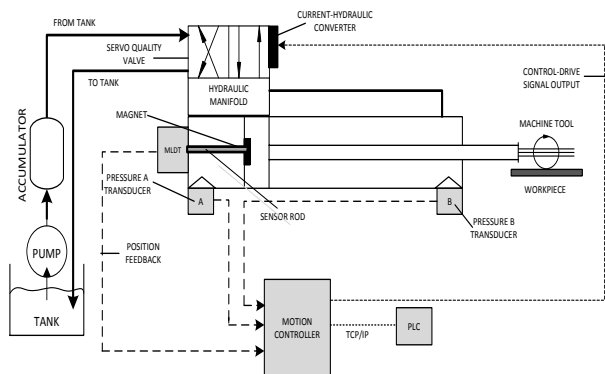 FROM TANK
CURRENT-HYDRAULIC
CONVERTER
SERVO QUALITY
VALVE
TO TANK
HYDRAULIC
MANIFOLD
CONTROL-DRIVE
SIGNAL OUTPUT
ACCUMULATOR
MAGNET
MLDT
MACHINE TOOL
PRESSURE A
TRANSDUCER
A
SENSOR ROD
B
PRESSURE B
TRANSDUCER
WORKPIECE
PUMP
POSITION
FEEDBACK
TANK
MOTION
CONTROLLER
TCP/IP
PLC